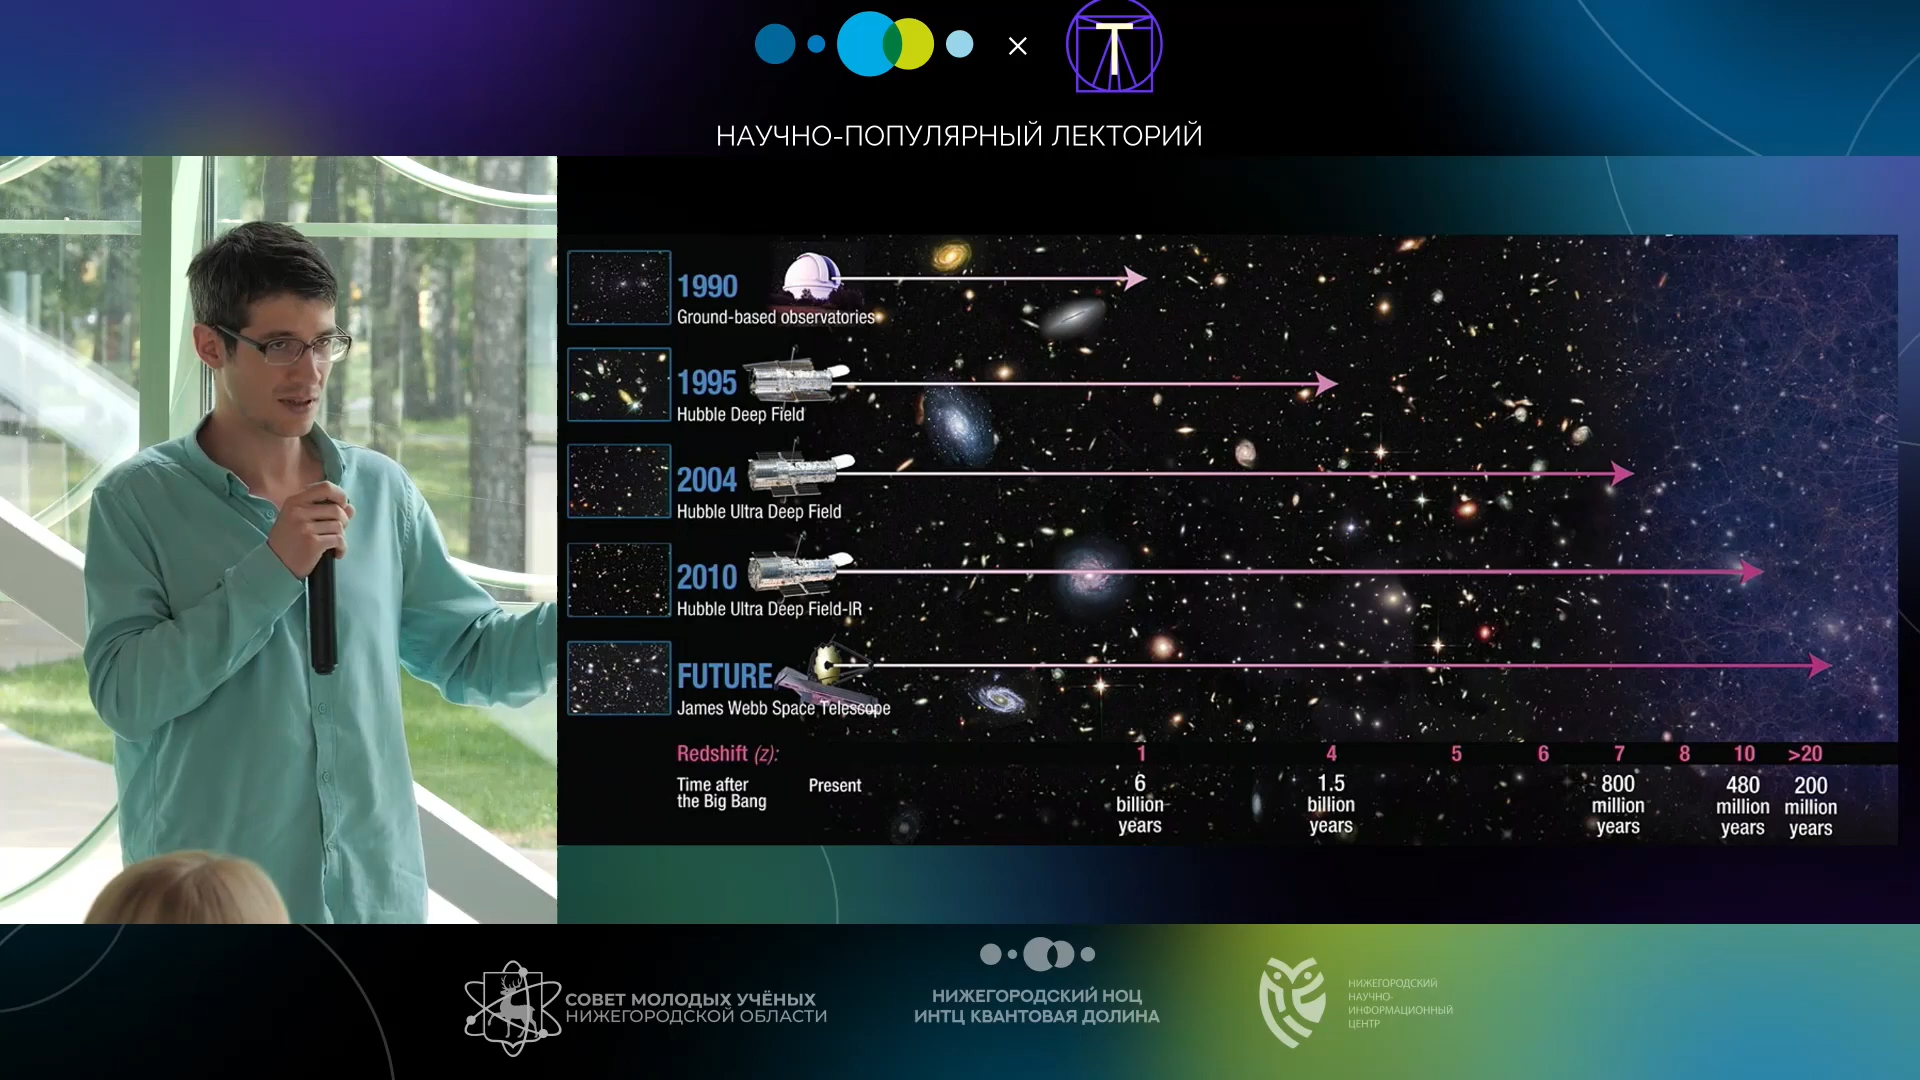 НАУЧНО-ПОПУЛЯРНЫЙ ЛЕКТОРИЙ
1990
Ground-based observatories
1995
Hubble Deep Field
2004
Hubble Ultra Deep Field
2010
Hubble Ultra Deep Field-IR
FUTURE
James Webb Space Telescope
Redshift (z): 1 4 5 6 7 8 10 >20
Time after
the Big Bang
Present
6
billion
years
1.5
billion
years
800
million
years
480
million
years
200
million
years
СОВЕТ МОЛОДЫХ УЧЁНЫХ
НИЖЕГОРОДСКОЙ ОБЛАСТИ
НИЖЕГОРОДСКИЙ НОЦ
ИНТЦ КВАНТОВАЯ ДОЛИНА
НИЖЕГОРОДСКИЙ
НАУЧНО-
ИНФОРМАЦИОННЫЙ
ЦЕНТР